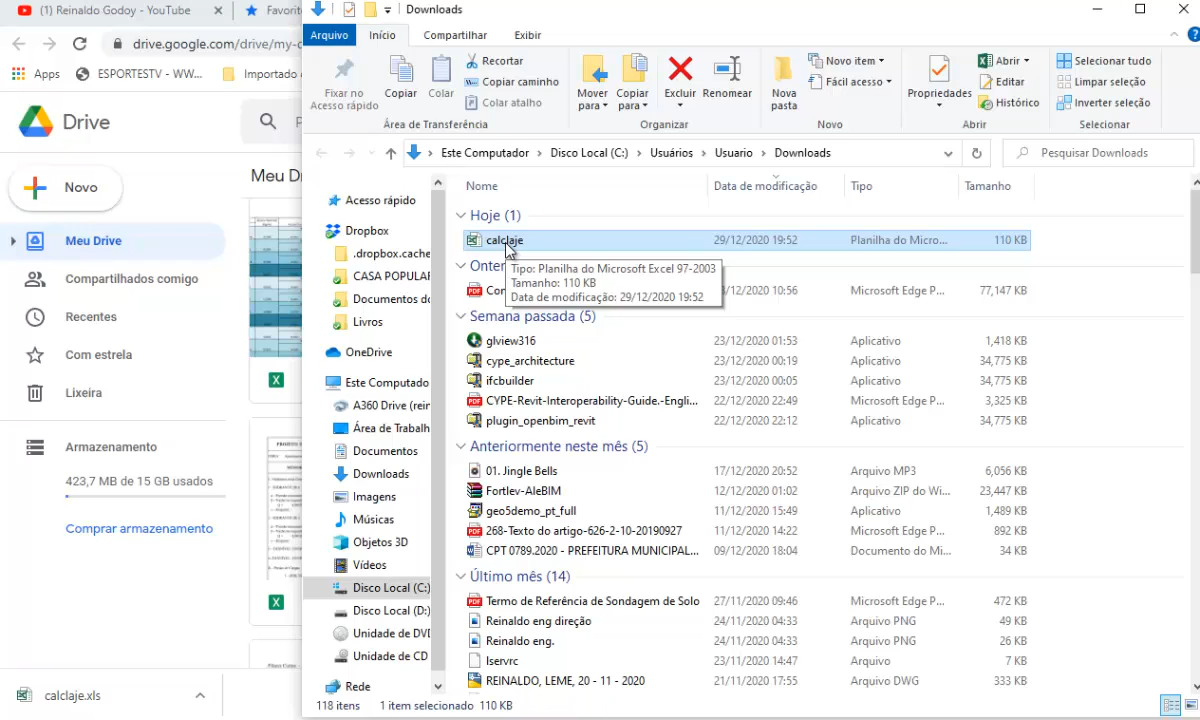 (1) Reinaldo Godoy - YouTube
Favorit
drive.google.com/drive/my-c
Apps
ESPORTESTV - WW...
Importado
Drive
Novo
Meu Drive
Compartilhados comigo
Recentes
Com estrela
Lixeira
Armazenamento
423,7 MB de 15 GB usados
Comprar armazenamento
calclaje.xls
Meu D
Downloads
Arquivo
Início
Compartilhar
Exibir
Fixar no
Acesso rápido
Copiar
Colar
Recortar
Copiar caminho
Colar atalho
Área de Transferência
Mover
para
Copiar
para
Excluir
Renomear
Organizar
Nova
pasta
Novo item
Fácil acesso
Novo
Propriedades
Abrir
Editar
Histórico
Abrir
Selecionar tudo
Limpar seleção
Inverter seleção
Selecionar
Este Computador
Disco Local (C:)
Usuários
Usuario
Downloads
Pesquisar Downloads
Acesso rápido
Dropbox
.dropbox.cache
CASA POPULAR
Documentos do
Livros
OneDrive
Este Computado
A360 Drive (rein
Área de Trabalh
Documentos
Downloads
Imagens
Músicas
Objetos 3D
Vídeos
Disco Local (C:)
Disco Local (D:)
Unidade de DVD
Unidade de CD
Rede
Nome
Data de modificação
Tipo
Tamanho
Hoje (1)
calclaje 29/12/2020 19:52 Planilha do Micro... 110 KB
Tipo: Planilha do Microsoft Excel 97-2003
Tamanho: 110 KB
Data de modificação: 29/12/2020 19:52
Onter
Con /12/2020 10:56 Microsoft Edge P... 77,147 KB
Semana passada (5)
glview316 23/12/2020 01:53 Aplicativo 1,418 KB
cype_architecture 23/12/2020 00:19 Aplicativo 34,775 KB
ifcbuilder 23/12/2020 00:05 Aplicativo 34,775 KB
CYPE-Revit-Interoperability-Guide.-Engli... 22/12/2020 22:49 Microsoft Edge P... 3,325 KB
plugin_openbim_revit 22/12/2020 22:12 Aplicativo 34,775 KB
Anteriormente neste mês (5)
01. Jingle Bells 17/12/2020 20:52 Arquivo MP3 6,056 KB
Fortlev-AleBIM 12/12/2020 01:02 Arquivo ZIP do Wi... 23,447 KB
geo5demo_pt_full 11/12/2020 15:49 Aplicativo 1,489 KB
268-Texto do artigo-626-2-10-20190927 11/12/2020 14:22 Microsoft Edge P... 892 KB
CPT 0789.2020 - PREFEITURA MUNICIPAL... 09/12/2020 18:04 Documento do Mi... 34 KB
Último mês (14)
Termo de Referência de Sondagem de Solo 27/11/2020 09:46 Microsoft Edge P... 472 KB
Reinaldo eng direção 24/11/2020 04:33 Arquivo PNG 49 KB
Reinaldo eng. 24/11/2020 04:33 Arquivo PNG 26 KB
lservrc 23/11/2020 14:47 Arquivo 7 KB
REINALDO, LEME, 20 - 11 - 2020 21/11/2020 17:55 Arquivo DWG 333 KB
118 itens
1 item selecionado 110 KB